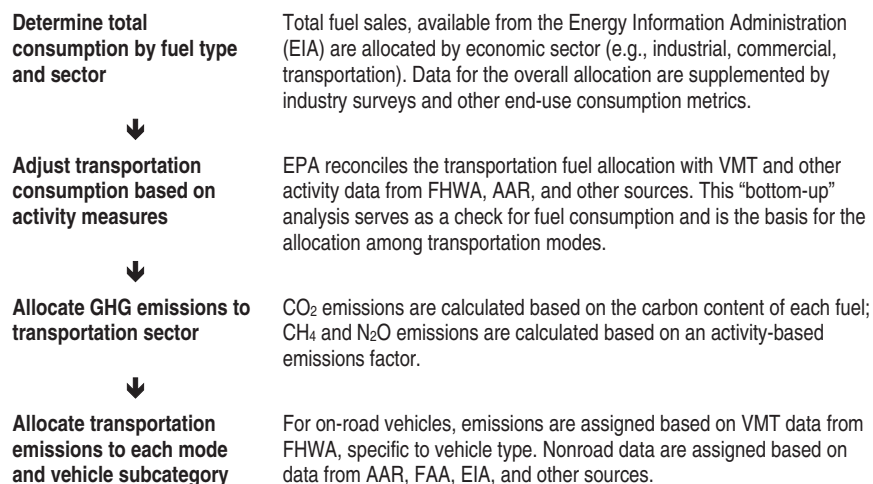 Determine total
consumption by fuel type
and sector
Total fuel sales, available from the Energy Information Administration
(EIA) are allocated by economic sector (e.g., industrial, commercial,
transportation). Data for the overall allocation are supplemented by
industry surveys and other end-use consumption metrics.
Adjust transportation
consumption based on
activity measures
EPA reconciles the transportation fuel allocation with VMT and other
activity data from FHWA, AAR, and other sources. This “bottom-up”
analysis serves as a check for fuel consumption and is the basis for the
allocation among transportation modes.
Allocate GHG emissions to
transportation sector
CO₂ emissions are calculated based on the carbon content of each fuel;
CH₄ and N₂O emissions are calculated based on an activity-based
emissions factor.
Allocate transportation
emissions to each mode
and vehicle subcategory
For on-road vehicles, emissions are assigned based on VMT data from
FHWA, specific to vehicle type. Nonroad data are assigned based on
data from AAR, FAA, EIA, and other sources.